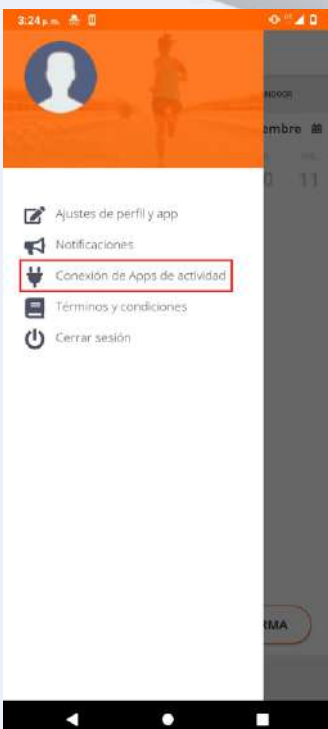 3:24 p.m.
INDOOR
embre
11
Ajustes de perfil y app
Notificaciones
Conexión de Apps de actividad
Términos y condiciones
Cerrar sesión
RMA